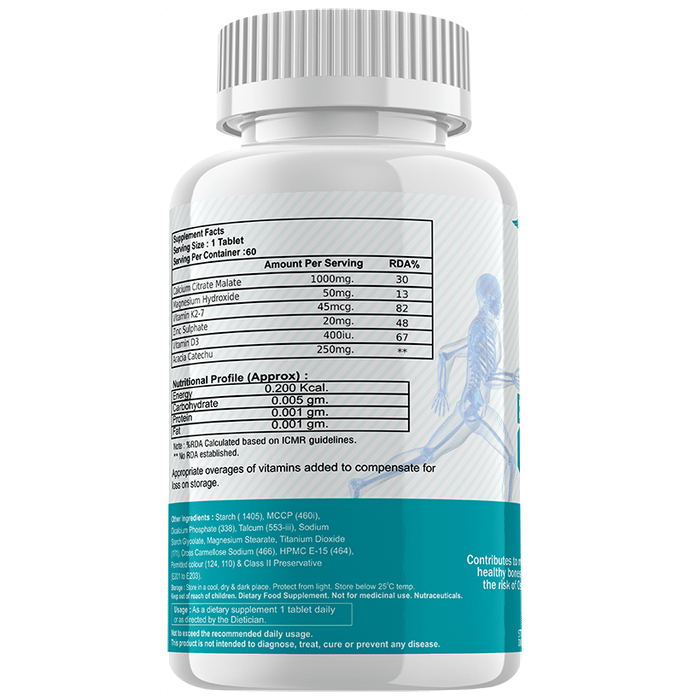 Supplement Facts
Serving Size : 1 Tablet
Serving Per Container :60
Amount Per Serving RDA%
Calcium Citrate Malate 1000mg. 30
Magnesium Hydroxide 50mg. 13
Vitamin K2-7 45mcg. 82
Zinc Sulphate 20mg. 48
Vitamin D3 400iu. 67
Acacia Catechu 250mg. **
Nutritional Profile (Approx) :
Energy 0.200 Kcal.
Carbohydrate 0.005 gm.
Protein 0.001 gm.
Fat 0.001 gm.
Note : %RDA Calculated based on ICMR guidelines.
** No RDA established.
Appropriate overages of vitamins added to compensate for
loss on storage.
Other Ingredients : Starch ( 1405), MCCP (460i),
Dicalcium Phosphate (338), Talcum (553-iii), Sodium
Starch Glycolate, Magnesium Stearate, Titanium Dioxide
(171), Cross Carmellose Sodium (466), HPMC E-15 (464),
Permitted colour (124, 110) & Class II Preservative
(E201 to E203).
Storage : Store in a cool, dry & dark place. Protect from light. Store below 25°C temp.
Keep out of reach of children. Dietary Food Supplement. Not for medicinal use. Nutraceuticals.
Usage : As a dietary supplement 1 tablet daily
or as directed by the Dietician.
Not to exceed the recommended daily usage.
This product is not intended to diagnose, treat, cure or prevent any disease.
Contributes to
healthy bones
the risk of